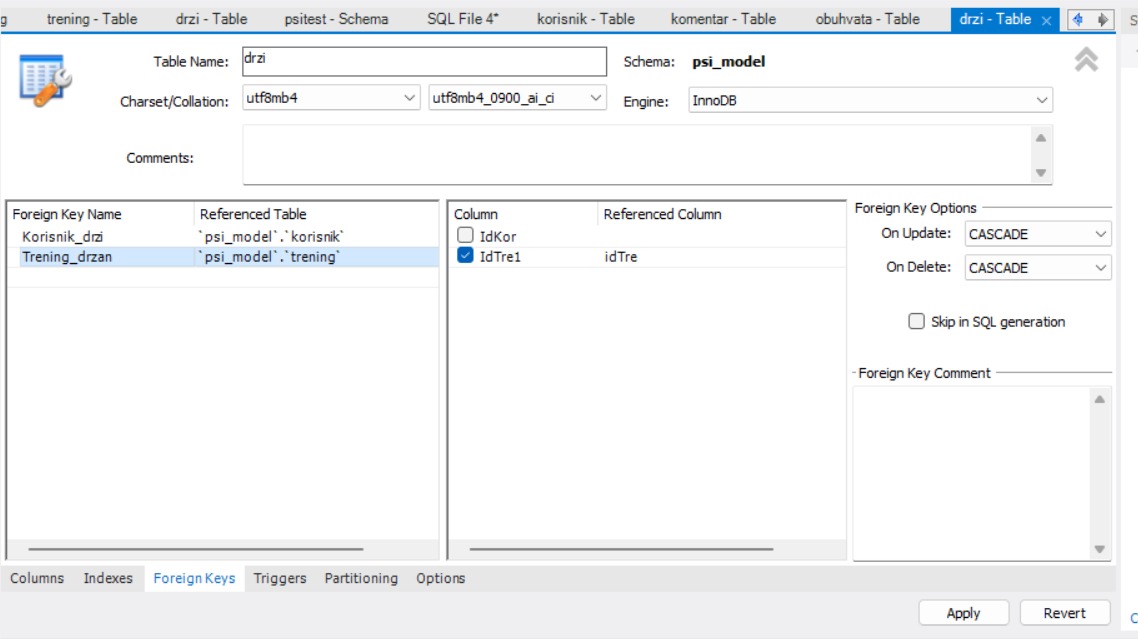 g trening - Table drzi - Table psitest - Schema SQL File 4* korisnik - Table komentar - Table obuhvata - Table drzi - Table × S
Table Name: drzi Schema: psi_model
Charset/Collation: utf8mb4 utf8mb4_0900_ai_ci Engine: InnoDB
Comments:
Foreign Key Name Referenced Table
Korisnik_drzi `psi_model`.`korisnik`
Trening_drzan `psi_model`.`trening`
Column Referenced Column
IdKor
IdTre1 idTre
Foreign Key Options
On Update: CASCADE
On Delete: CASCADE
Skip in SQL generation
Foreign Key Comment
Columns Indexes Foreign Keys Triggers Partitioning Options
Apply Revert